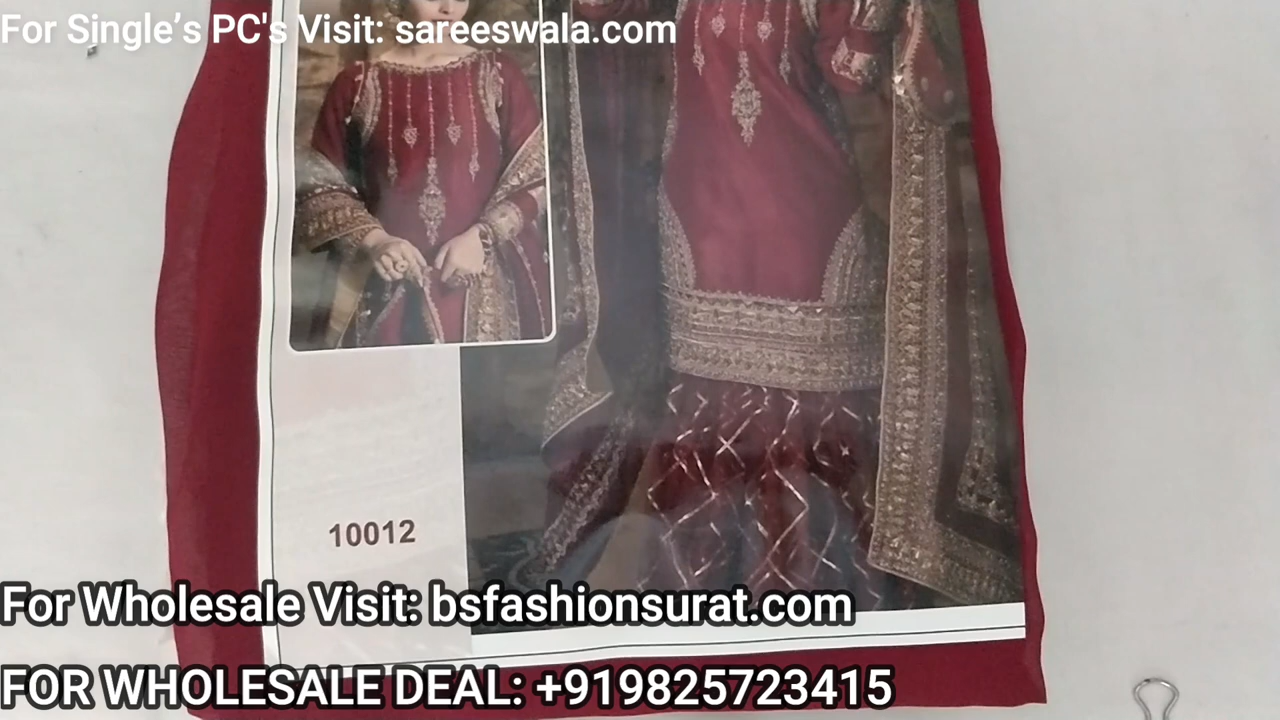 For Single’s PC's Visit: sareeswala.com
10012
For Wholesale Visit: bsfashionsurat.com
FOR WHOLESALE DEAL: +919825723415